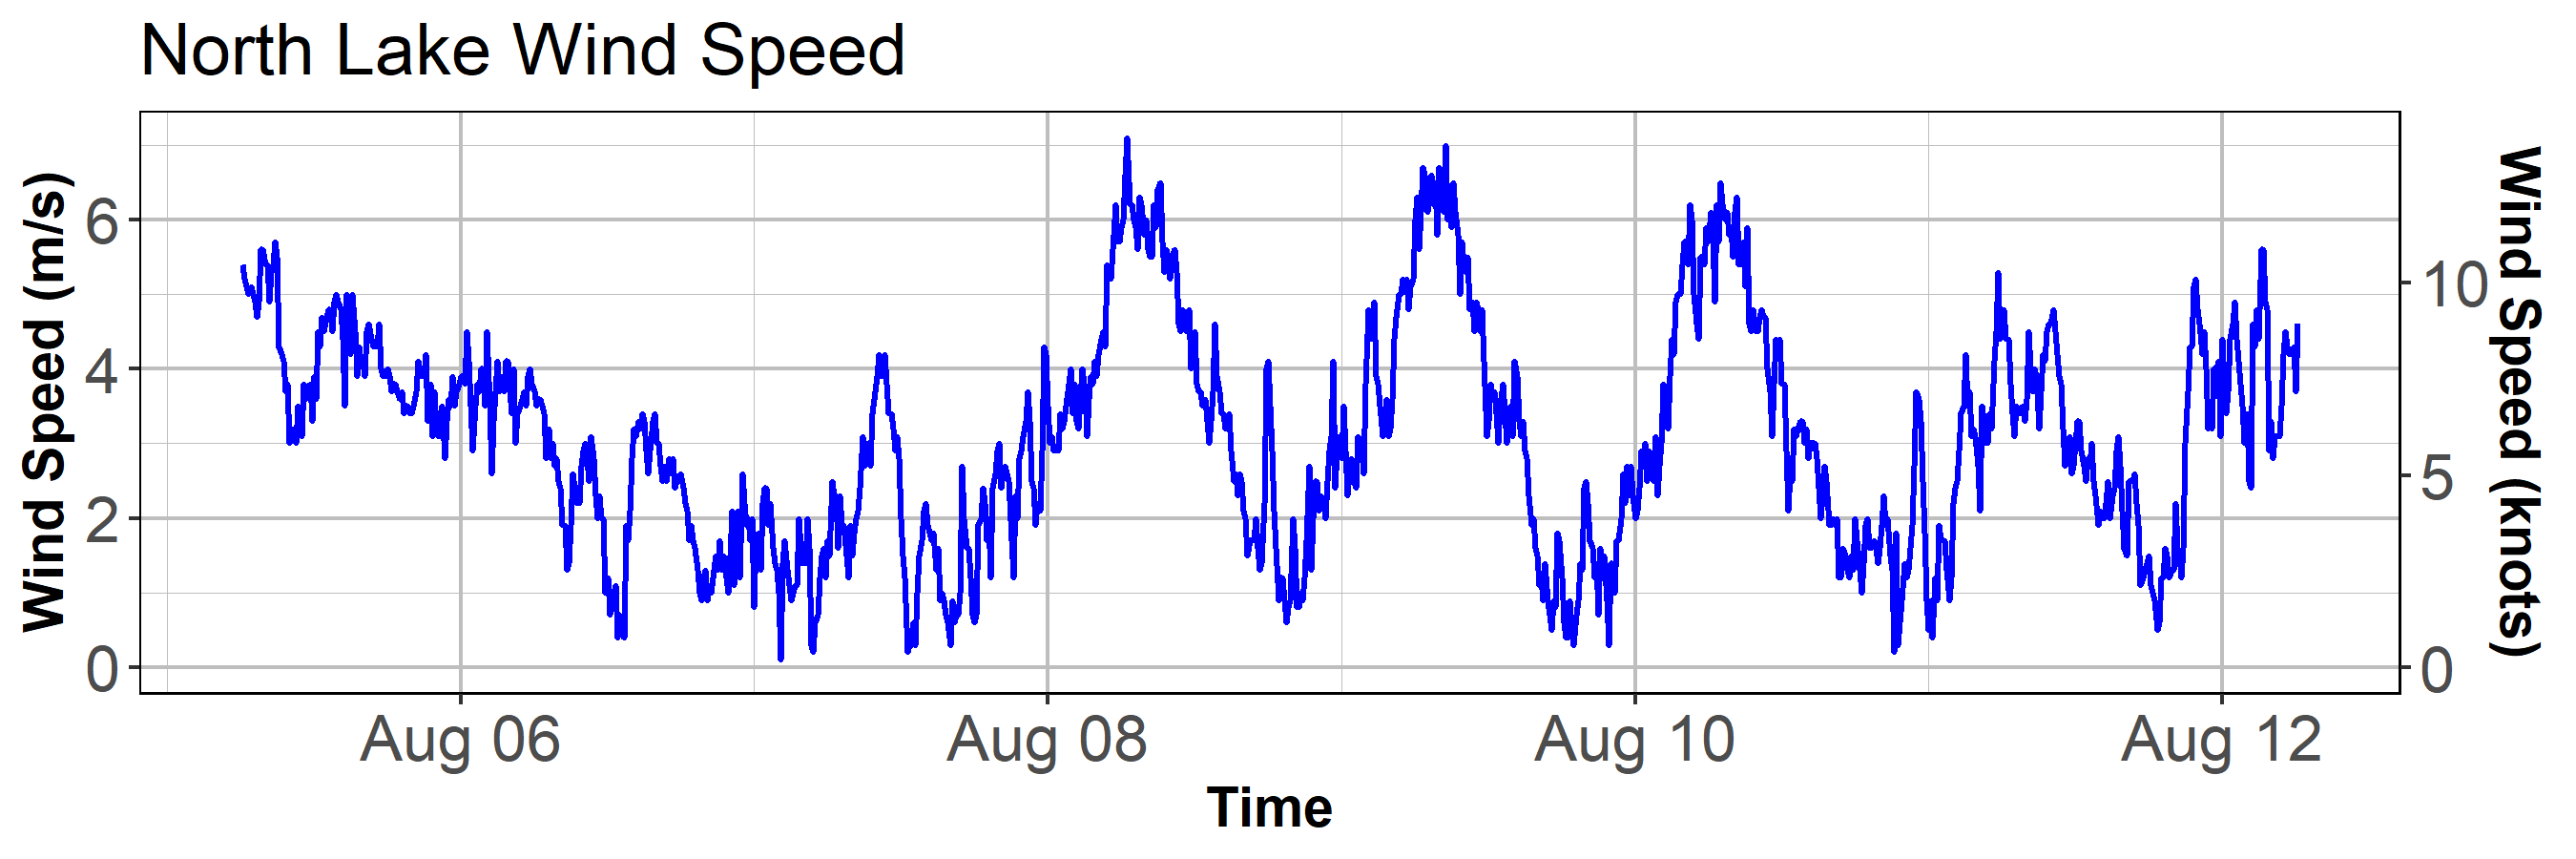 North Lake Wind Speed
Wind Speed (m/s)
6
4
2
0
10
5
0
Wind Speed (knots)
Aug 06
Aug 08
Aug 10
Aug 12
Time